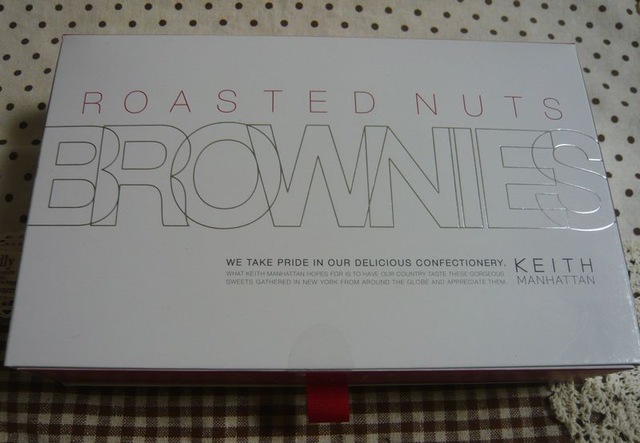 ROASTED NUTS
BROWNIES
WE TAKE PRIDE IN OUR DELICIOUS CONFECTIONERY.
WHAT KEITH MANHATTAN HOPES FOR IS TO HAVE OUR COUNTRY TASTE THESE GORGEOUS
SWEETS GATHERED IN NEW YORK FROM AROUND THE GLOBE AND APPRECIATE THEM.
KEITH
MANHATTAN